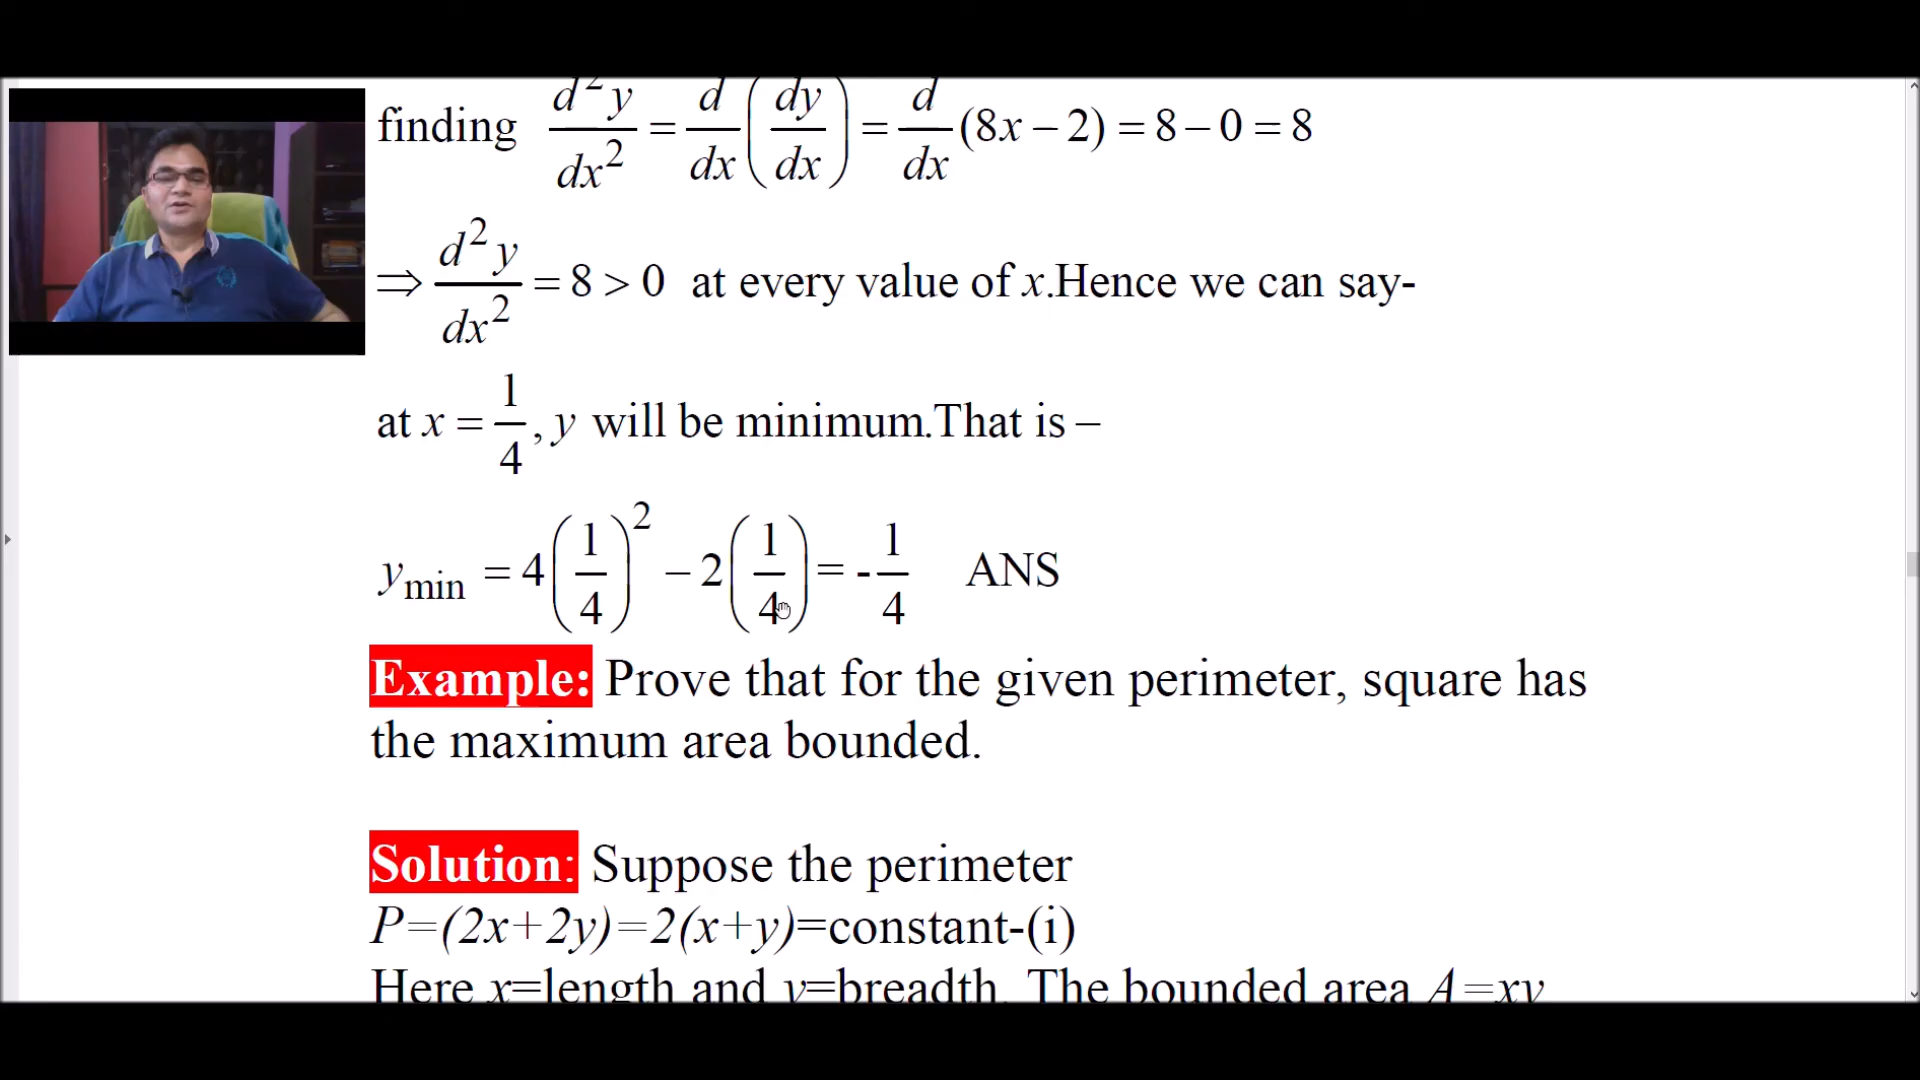 finding d²y/dx² = d/dx (dy/dx) = d/dx (8x − 2) = 8 − 0 = 8
⇒ d²y/dx² = 8 > 0 at every value of x.Hence we can say-
at x = 1/4, y will be minimum.That is –
y_min = 4(1/4)² − 2(1/4) = -1/4 ANS
Example: Prove that for the given perimeter, square has
the maximum area bounded.
Solution: Suppose the perimeter
P=(2x+2y)=2(x+y)=constant-(i)
Here x=length and y=breadth. The bounded area A=xy